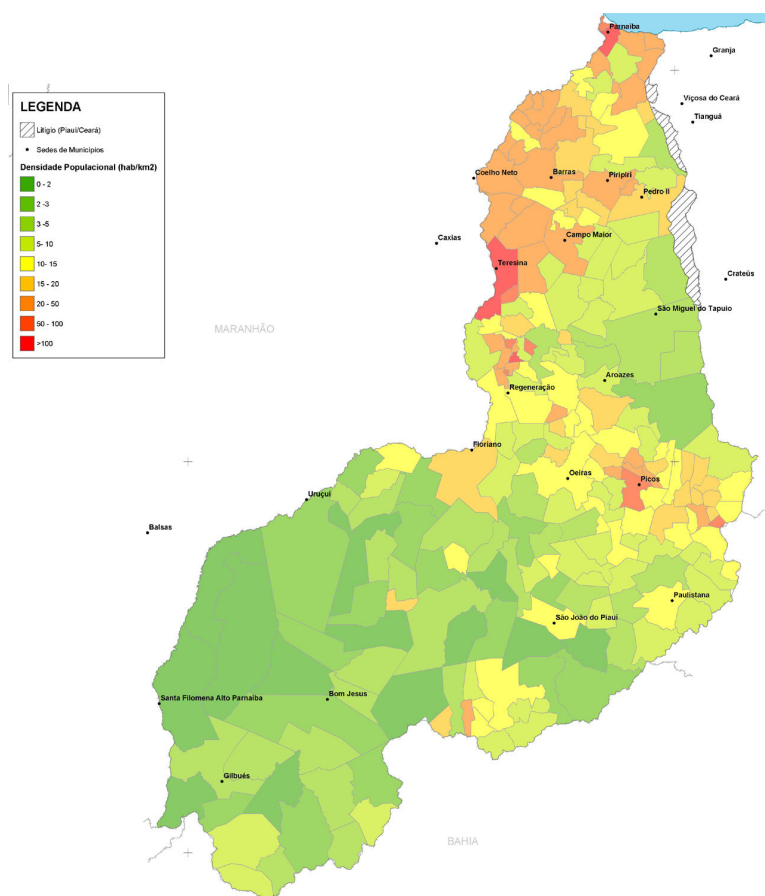 Parnaíba
Granja
LEGENDA
Viçosa do Ceará
Litígio (Piauí/Ceará)
Tianguá
Sedes de Municípios
Densidade Populacional (hab/km2)
0 - 2
2 -3
3 -5
5- 10
10- 15
15 - 20
20 - 50
50 - 100
>100
Coelho Neto
Barras
Piripiri
Pedro II
Caxias
Campo Maior
Teresina
Crateús
São Miguel do Tapuio
MARANHÃO
Aroazes
Regeneração
Floriano
Oeiras
Picos
Uruçui
Balsas
Paulistana
São João do Piauí
Santa Filomena Alto Parnaíba
Bom Jesus
Gilbués
BAHIA